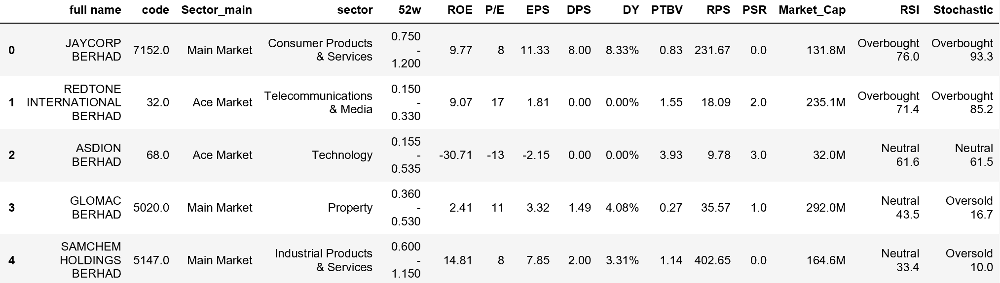 full name code Sector_main sector 52w ROE P/E EPS DPS DY PTBV RPS PSR Market_Cap RSI Stochastic
0 JAYCORP BERHAD 7152.0 Main Market Consumer Products & Services 0.750 - 1.200 9.77 8 11.33 8.00 8.33% 0.83 231.67 0.0 131.8M Overbought 76.0 Overbought 93.3
1 REDTONE INTERNATIONAL BERHAD 32.0 Ace Market Telecommunications & Media 0.150 - 0.330 9.07 17 1.81 0.00 0.00% 1.55 18.09 2.0 235.1M Overbought 71.4 Overbought 85.2
2 ASDION BERHAD 68.0 Ace Market Technology 0.155 - 0.535 -30.71 -13 -2.15 0.00 0.00% 3.93 9.78 3.0 32.0M Neutral 61.6 Neutral 61.5
3 GLOMAC BERHAD 5020.0 Main Market Property 0.360 - 0.530 2.41 11 3.32 1.49 4.08% 0.27 35.57 1.0 292.0M Neutral 43.5 Oversold 16.7
4 SAMCHEM HOLDINGS BERHAD 5147.0 Main Market Industrial Products & Services 0.600 - 1.150 14.81 8 7.85 2.00 3.31% 1.14 402.65 0.0 164.6M Neutral 33.4 Oversold 10.0